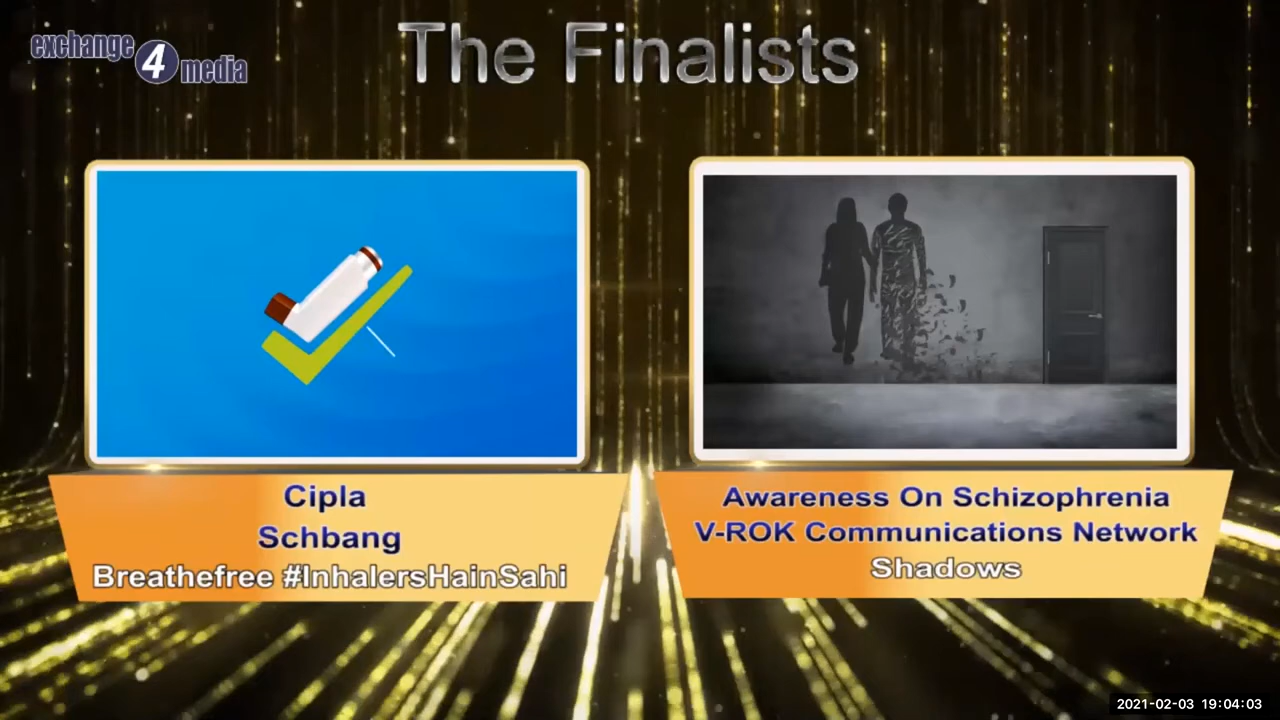 exchange
4
media
The Finalists
Cipla
Schbang
Breathefree #InhalersHainSahi
Awareness On Schizophrenia
V-ROK Communications Network
Shadows
2021-02-03 19:04:03